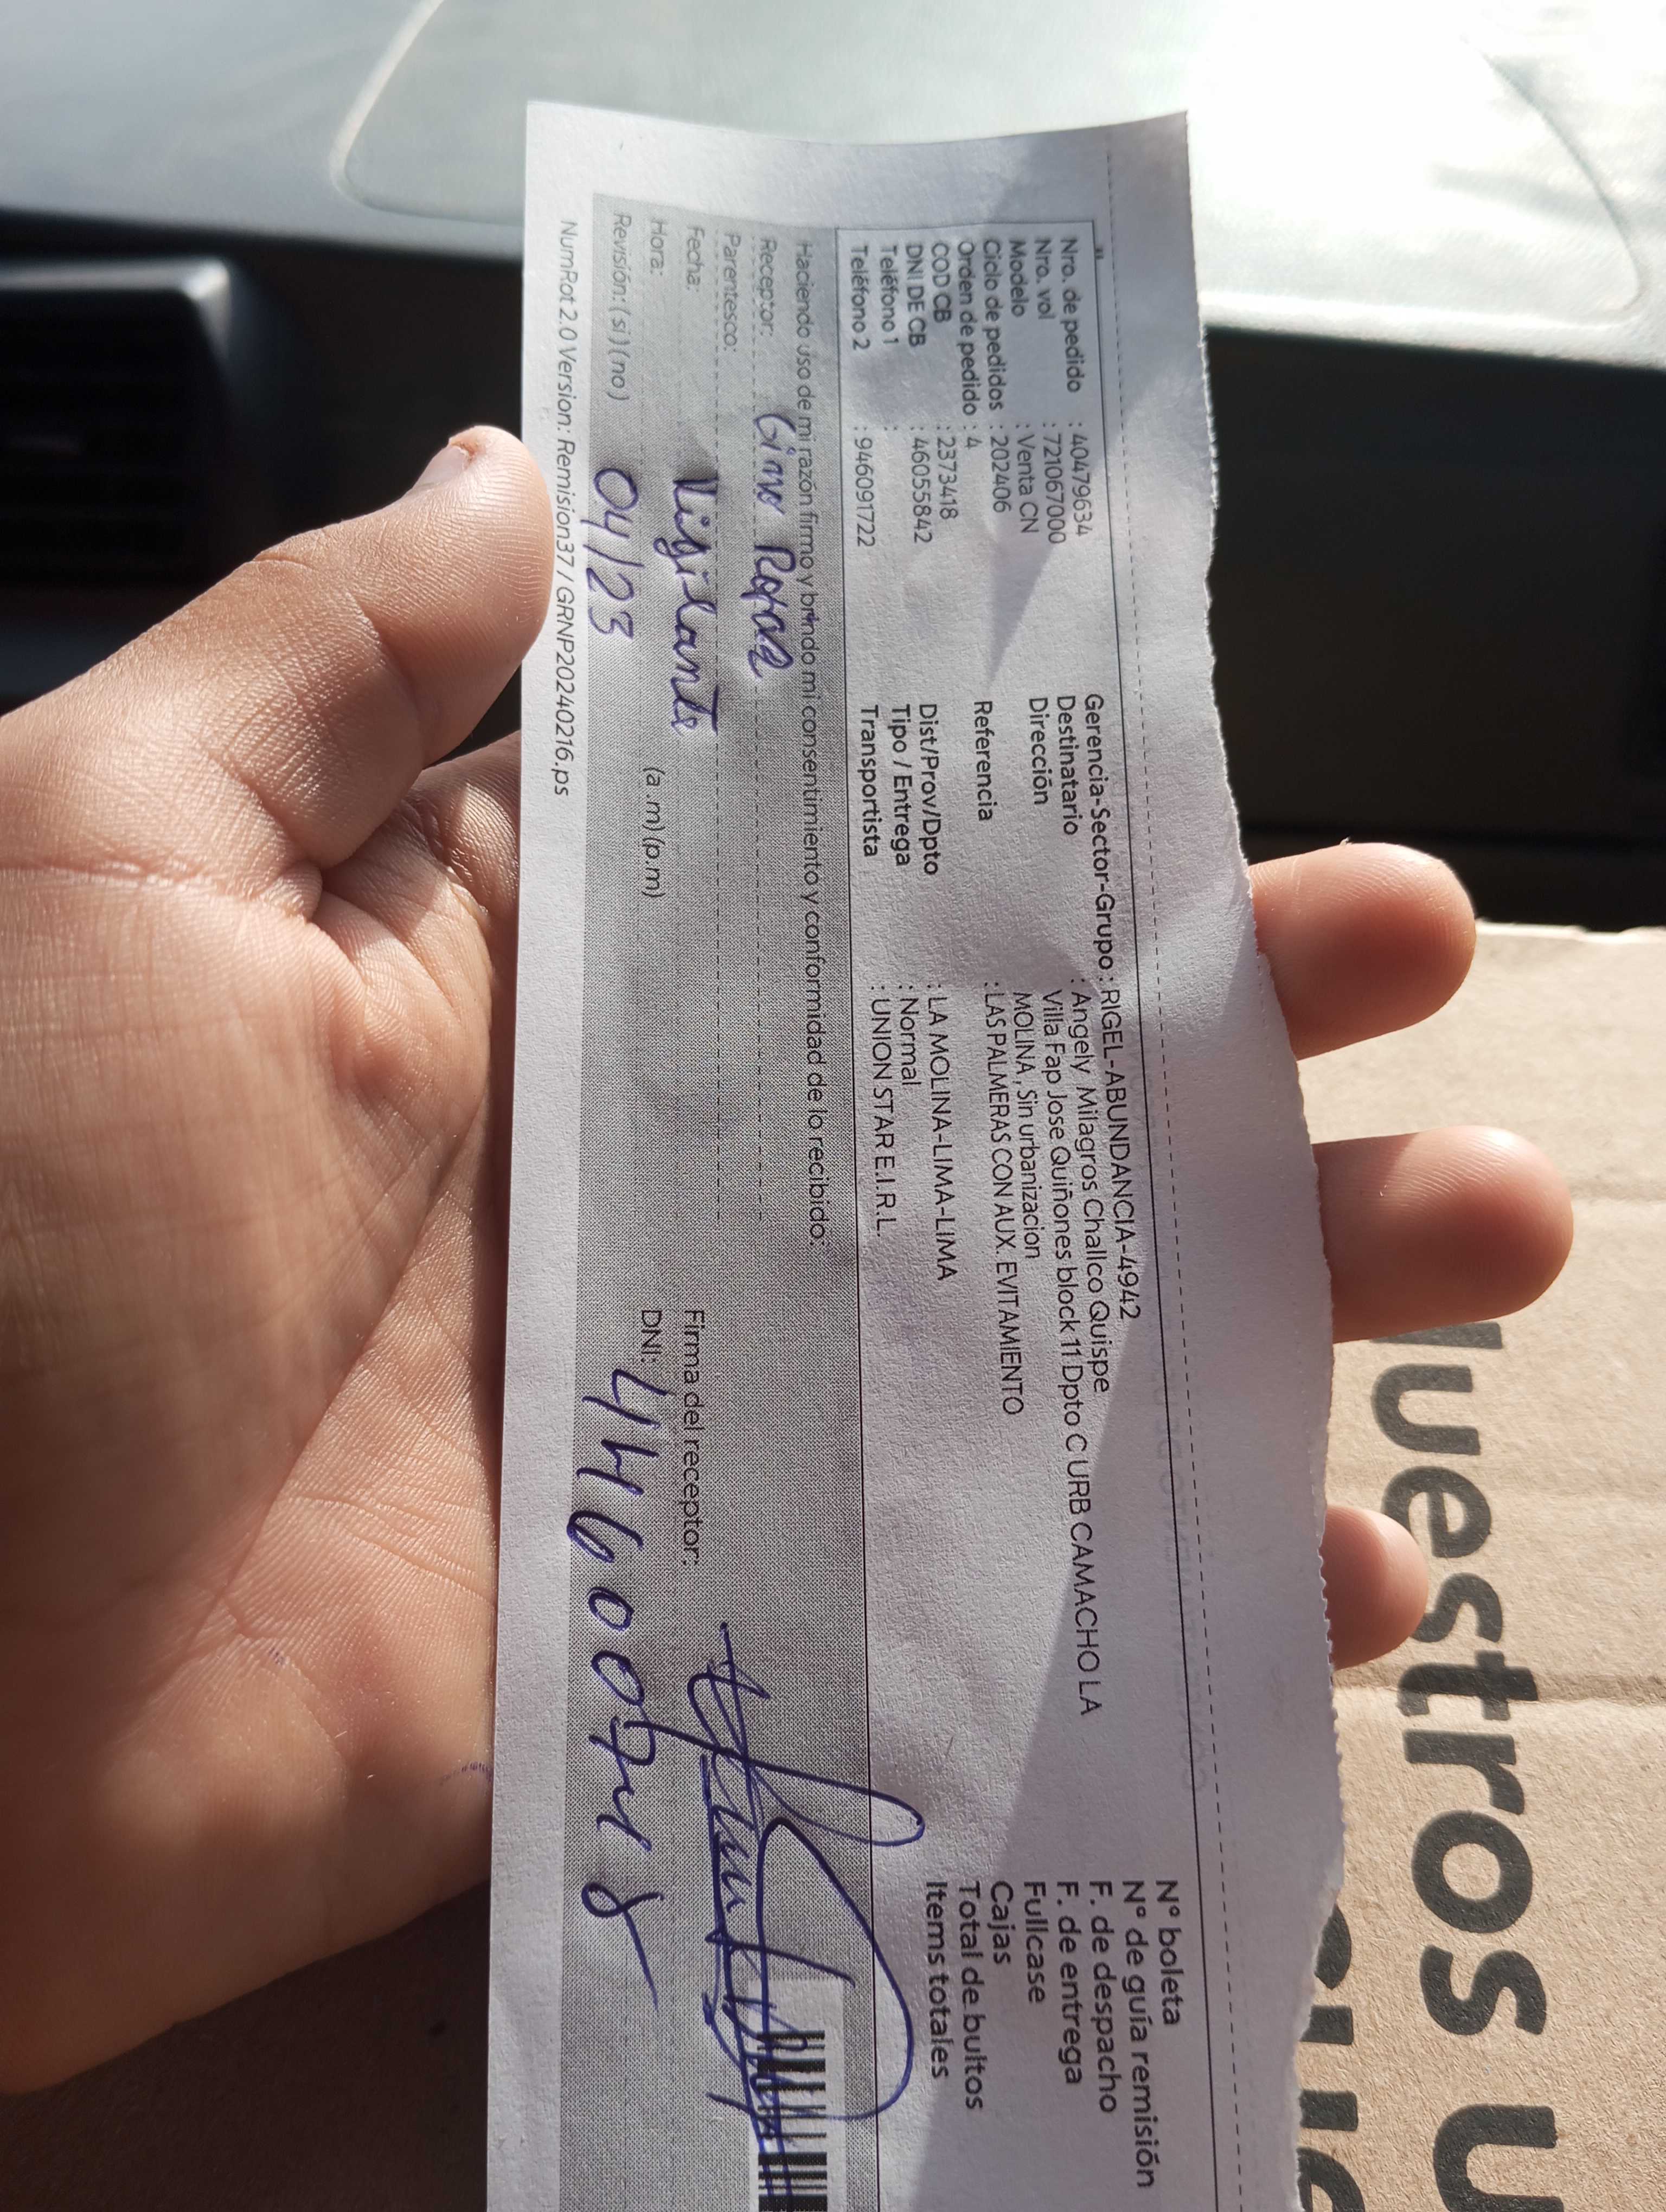 Nro. de pedido : 40479634
Nro. vol : 721067000
Modelo : Venta CN
Ciclo de pedidos : 202406
Orden de pedido : 4
COD CB : 2373418
DNI DE CB : 46055842
Teléfono 1 :
Teléfono 2 : 946091722
Gerencia-Sector-Grupo : RIGEL-ABUNDANCIA-4942
Destinatario : Angely Milagros Challco Quispe
Dirección Villa Fap Jose Quiñones block 11 Dpto C URB CAMACHO LA
MOLINA , Sin urbanizacion
Referencia : LAS PALMERAS CON AUX. EVITAMIENTO
Dist/Prov/Dpto : LA MOLINA-LIMA-LIMA
Tipo / Entrega : Normal
Transportista : UNION STAR E.I.R.L.
N° boleta
N° de guía remisión
F. de despacho
F. de entrega
Fullcase
Cajas
Total de bultos
Items totales
Haciendo uso de mi razón firmo y brindo mi consentimiento y conformidad de lo recibido:
Receptor: Gino
Parentesco: Vigilante
Fecha: 04/23
Hora: (a .m) (p.m)
Revisión: (si) (no)
Firma del receptor:
DNI:
NumRot 2.0 Version: Remision37 / GRNP20240216.ps
uestros u